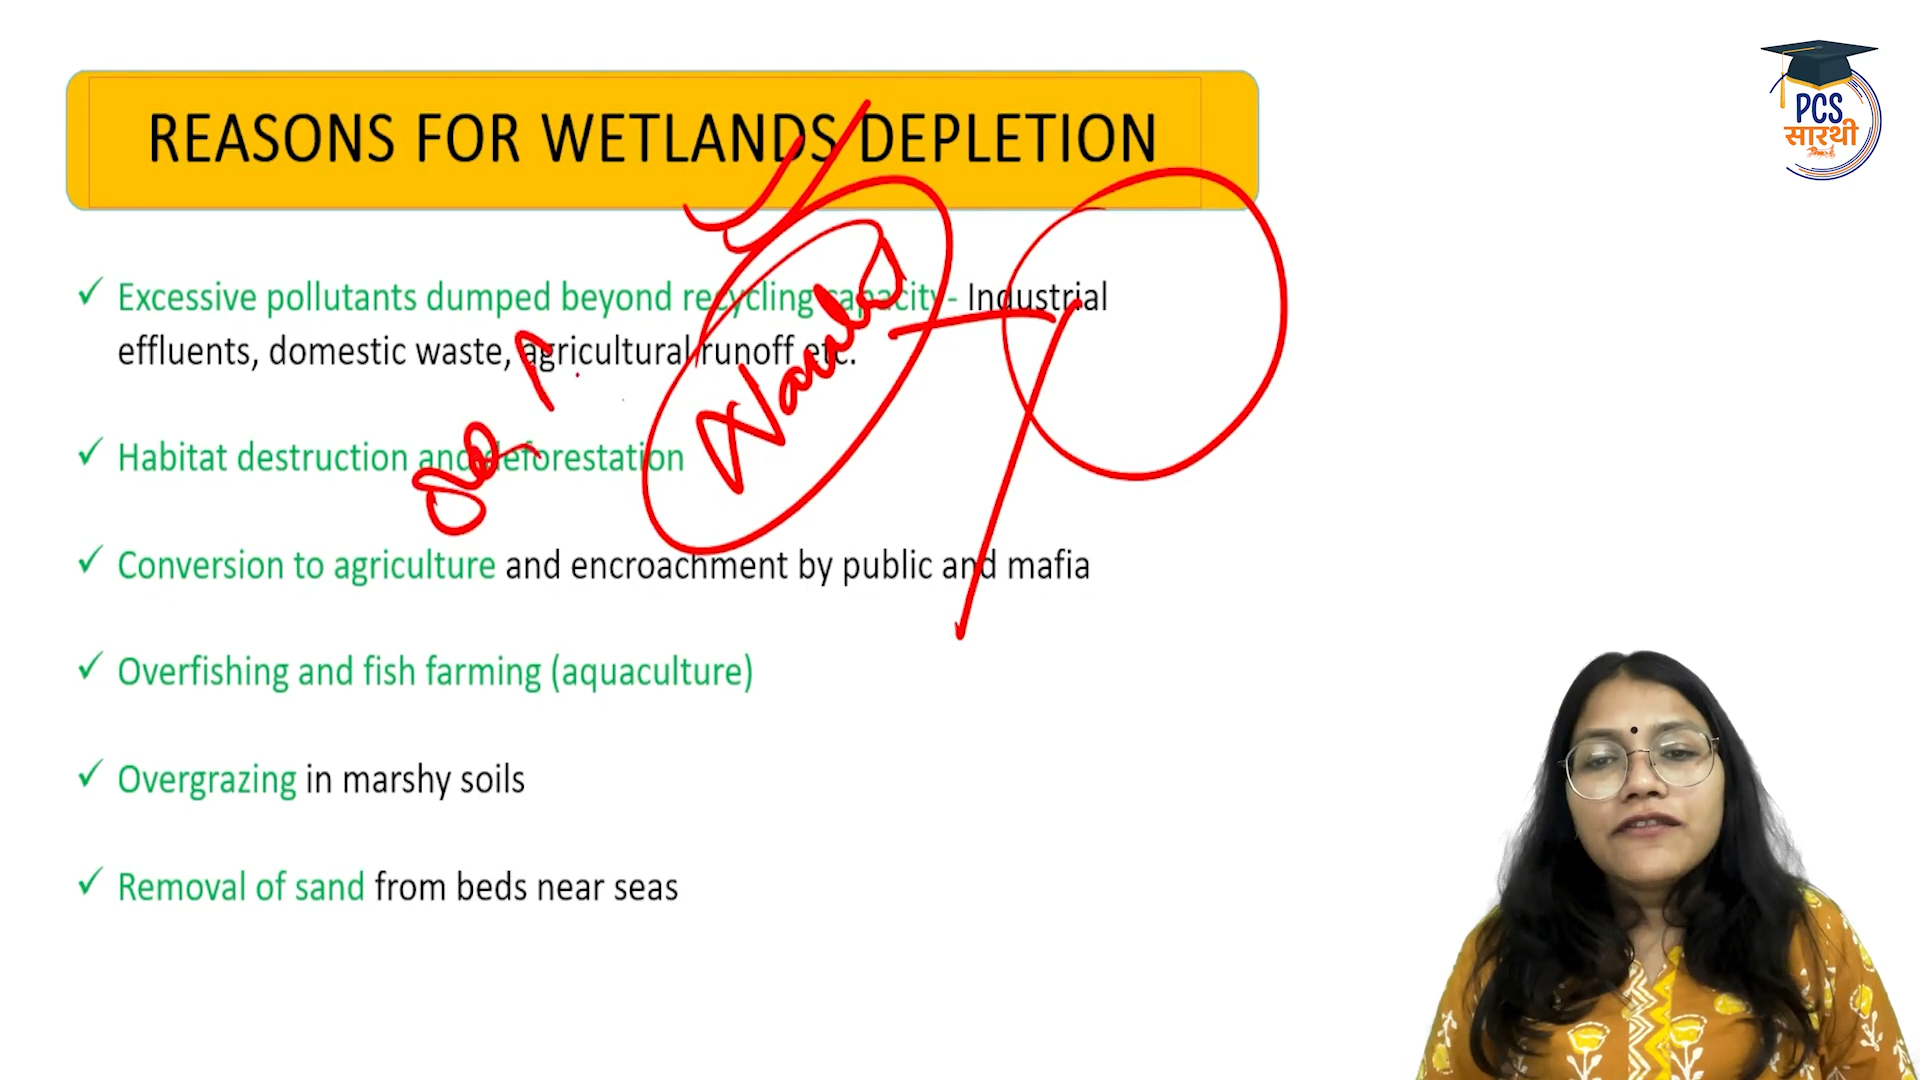 REASONS FOR WETLANDS DEPLETION
PCS
सारथी
✓ Excessive pollutants dumped beyond recycling capacity - Industrial
effluents, domestic waste, agricultural runoff etc.
✓ Habitat destruction and deforestation
✓ Conversion to agriculture and encroachment by public and mafia
✓ Overfishing and fish farming (aquaculture)
✓ Overgrazing in marshy soils
✓ Removal of sand from beds near seas